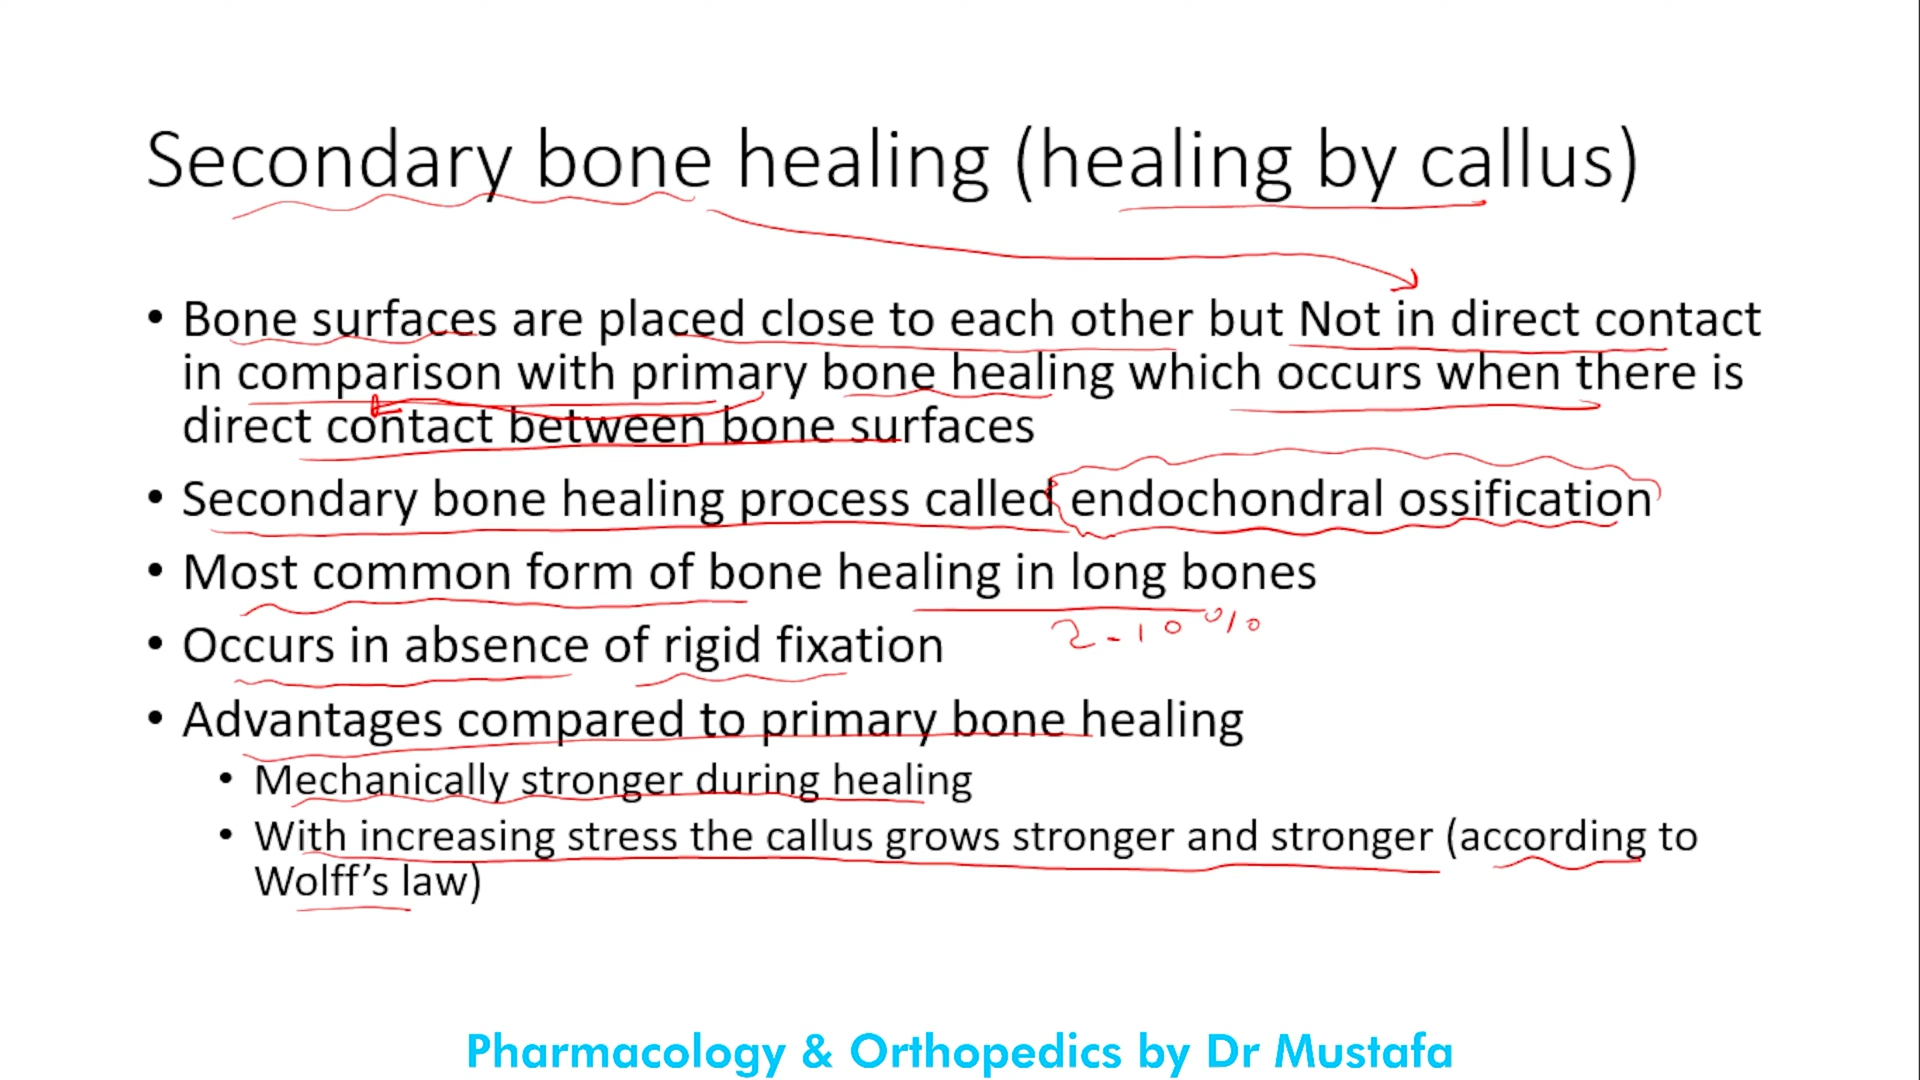 Secondary bone healing (healing by callus)
• Bone surfaces are placed close to each other but Not in direct contact
in comparison with primary bone healing which occurs when there is
direct contact between bone surfaces
• Secondary bone healing process called endochondral ossification
• Most common form of bone healing in long bones
2-10%
• Occurs in absence of rigid fixation
• Advantages compared to primary bone healing
• Mechanically stronger during healing
• With increasing stress the callus grows stronger and stronger (according to
Wolff’s law)
Pharmacology & Orthopedics by Dr Mustafa